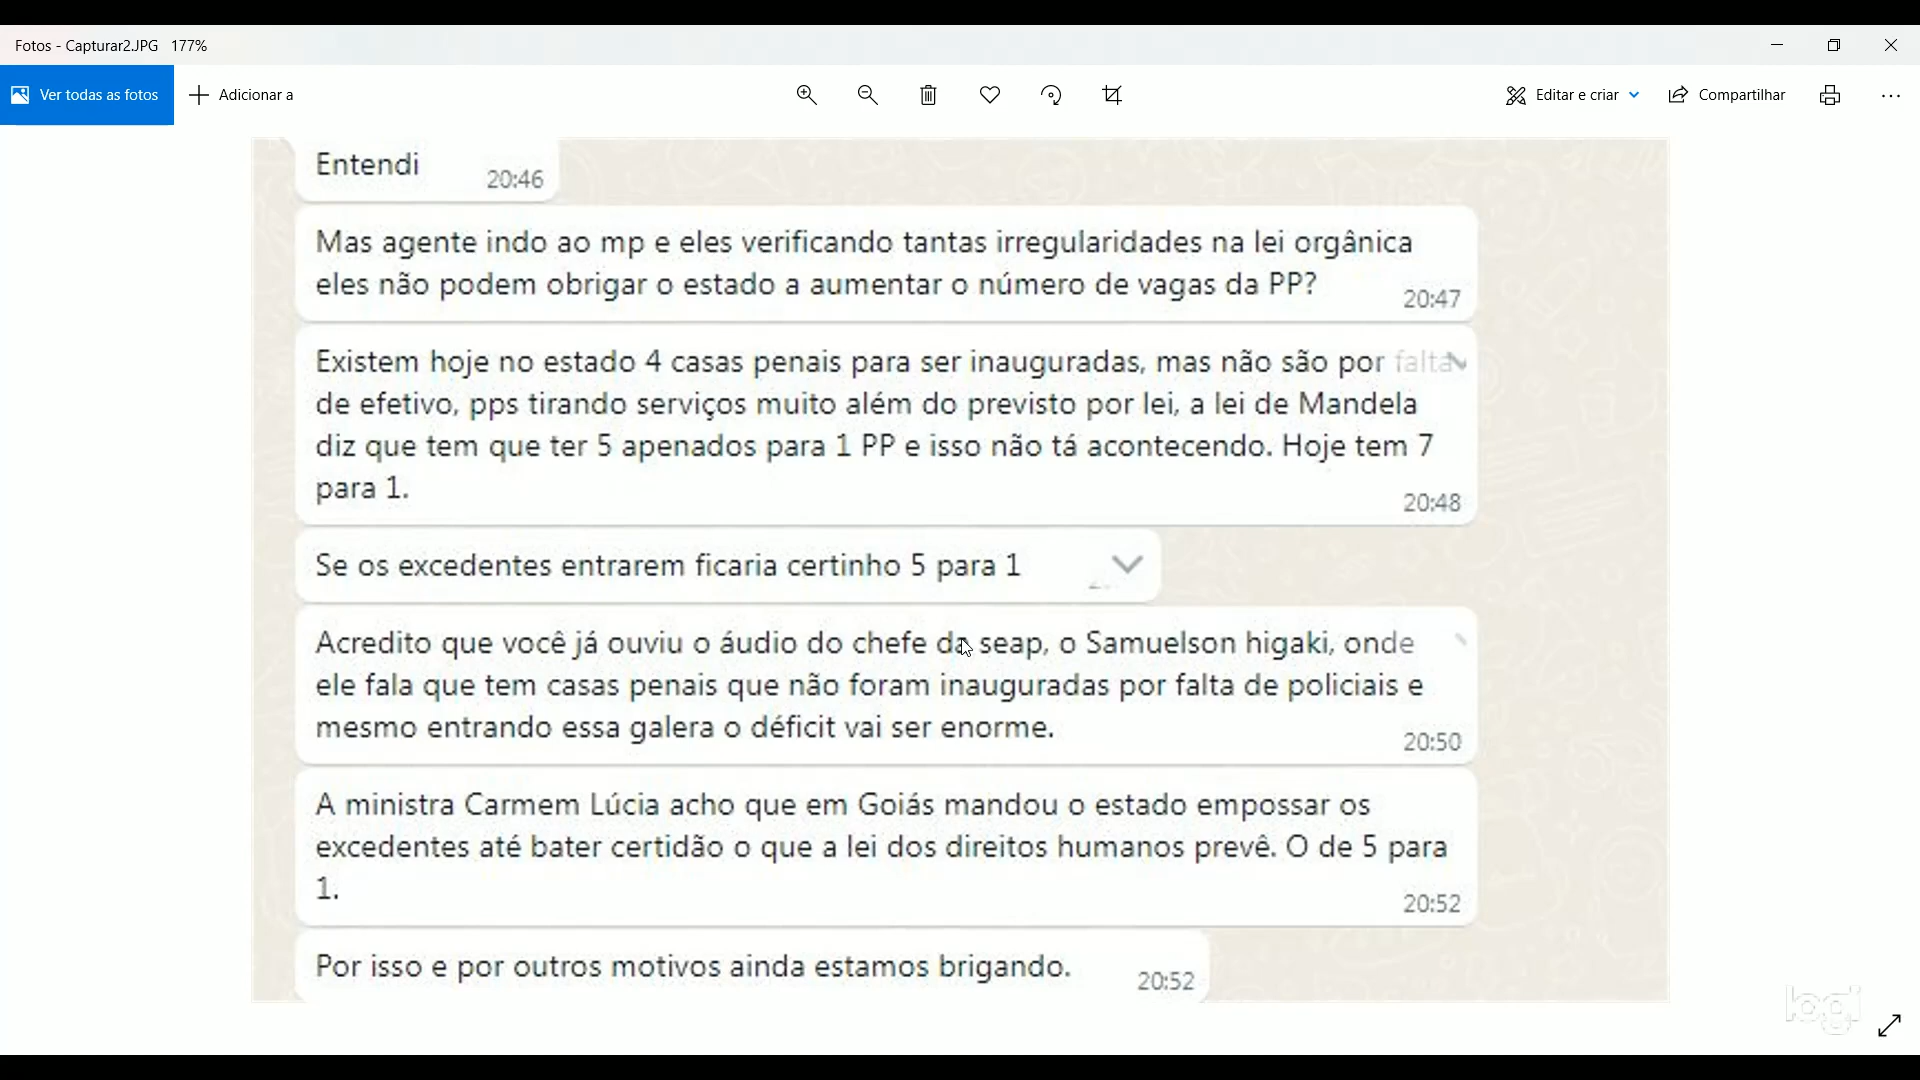 Fotos - Capturar2.JPG 177%
Ver todas as fotos
Adicionar a
Editar e criar
Compartilhar
Entendi
20:46
Mas agente indo ao mp e eles verificando tantas irregularidades na lei orgânica
eles não podem obrigar o estado a aumentar o número de vagas da PP?
20:47
Existem hoje no estado 4 casas penais para ser inauguradas, mas não são por falta
de efetivo, pps tirando serviços muito além do previsto por lei, a lei de Mandela
diz que tem que ter 5 apenados para 1 PP e isso não tá acontecendo. Hoje tem 7
para 1.
20:48
Se os excedentes entrarem ficaria certinho 5 para 1
Acredito que você já ouviu o áudio do chefe da seap, o Samuelson higaki, onde
ele fala que tem casas penais que não foram inauguradas por falta de policiais e
mesmo entrando essa galera o déficit vai ser enorme.
20:50
A ministra Carmem Lúcia acho que em Goiás mandou o estado empossar os
excedentes até bater certidão o que a lei dos direitos humanos prevê. O de 5 para
1.
20:52
Por isso e por outros motivos ainda estamos brigando.
20:52
logi